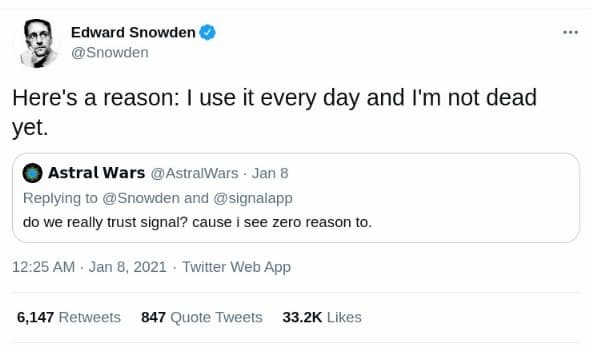 Edward Snowden
@Snowden
Here's a reason: I use it every day and I'm not dead
yet.
Astral Wars @AstralWars · Jan 8
Replying to @Snowden and @signalapp
do we really trust signal? cause i see zero reason to.
12:25 AM · Jan 8, 2021 · Twitter Web App
6,147 Retweets 847 Quote Tweets 33.2K Likes